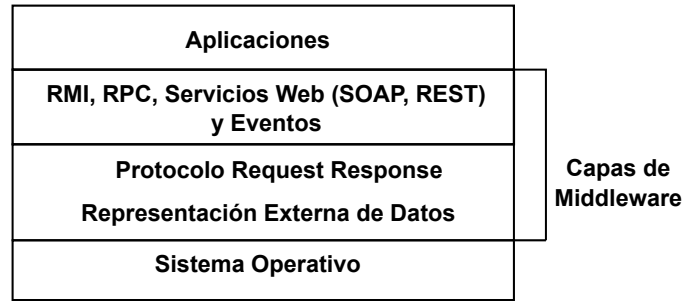 Aplicaciones
RMI, RPC, Servicios Web (SOAP, REST)
y Eventos
Protocolo Request Response
Representación Externa de Datos
Sistema Operativo
Capas de
Middleware